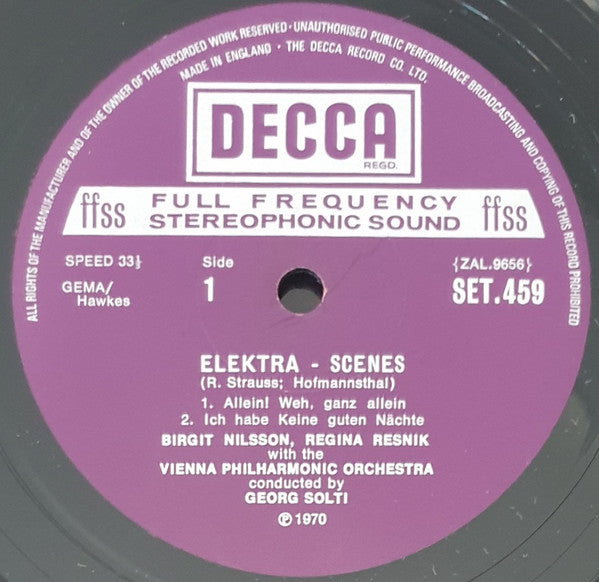 ALL RIGHTS OF THE MANUFACTURER AND OF THE OWNER OF THE RECORDED WORK RESERVED · UNAUTHORISED PUBLIC PERFORMANCE BROADCASTING AND COPYING OF THIS RECORD PROHIBITED
MADE IN ENGLAND · THE DECCA RECORD CO. LTD.
DECCA
REGD.
ffss FULL FREQUENCY STEREOPHONIC SOUND ffss
SPEED 33⅓ Side {ZAL.9656}
GEMA/ 1 SET.459
Hawkes
ELEKTRA - SCENES
(R. Strauss; Hofmannsthal)
1. Allein! Weh, ganz allein
2. Ich habe Keine guten Nächte
BIRGIT NILSSON, REGINA RESNIK
with the
VIENNA PHILHARMONIC ORCHESTRA
conducted by
GEORG SOLTI
℗ 1970